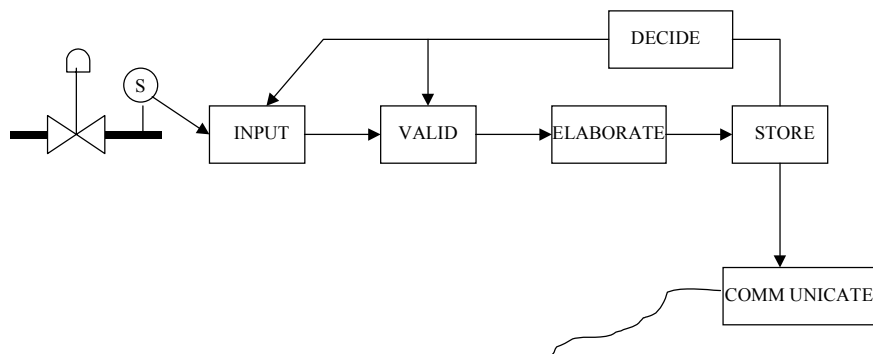 DECIDE
S
INPUT
VALID
ELABORATE
STORE
COMM UNICATE